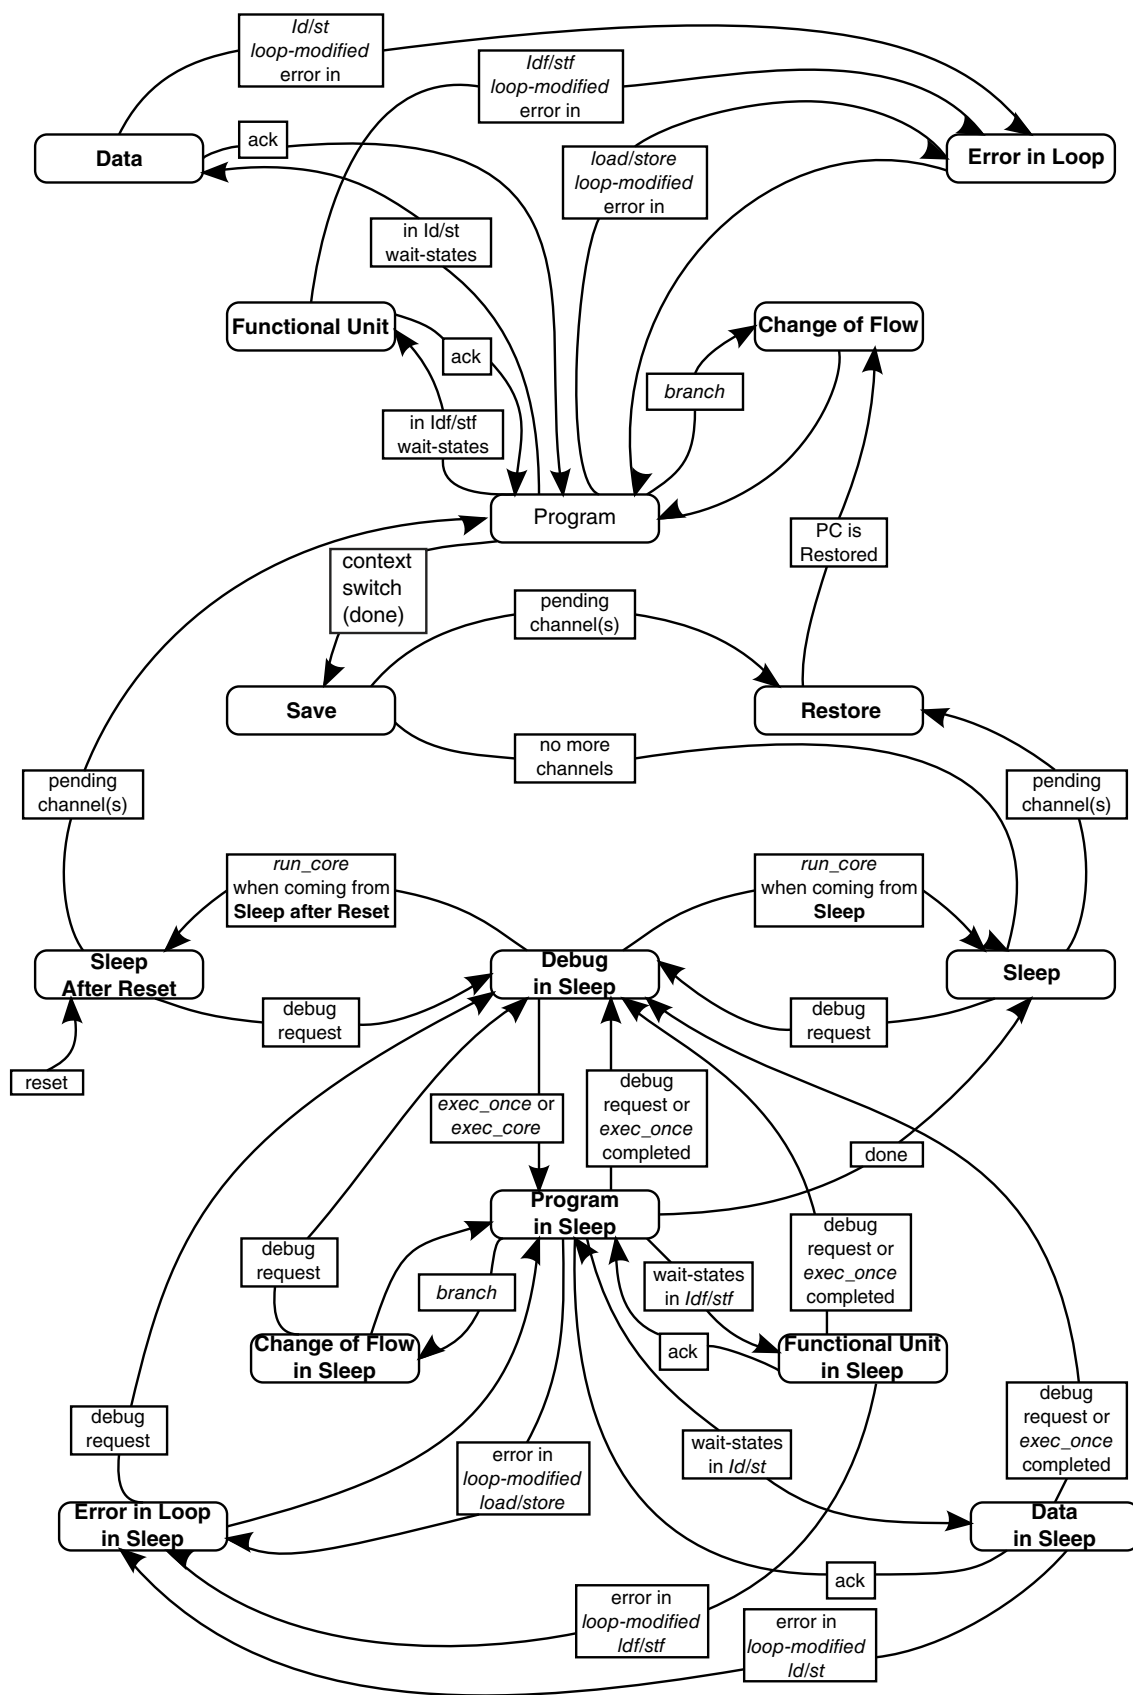 ld/st
loop-modified
error in
ldf/stf
loop-modified
error in
ack
Data
load/store
loop-modified
error in
Error in Loop
in ld/st
wait-states
Functional Unit
Change of Flow
ack
branch
in ldf/stf
wait-states
Program
PC is
Restored
context
switch
(done)
pending
channel(s)
Save
Restore
no more
channels
pending
channel(s)
pending
channel(s)
run_core
when coming from
Sleep after Reset
run_core
when coming from
Sleep
Sleep
After Reset
Debug
in Sleep
Sleep
debug
request
debug
request
reset
exec_once or
exec_core
debug
request or
exec_once
completed
done
Program
in Sleep
debug
request
branch
wait-states
in ldf/stf
debug
request or
exec_once
completed
Change of Flow
in Sleep
ack
Functional Unit
in Sleep
debug
request
error in
loop-modified
load/store
wait-states
in ld/st
debug
request or
exec_once
completed
Error in Loop
in Sleep
Data
in Sleep
ack
error in
loop-modified
ldf/stf
error in
loop-modified
ld/st